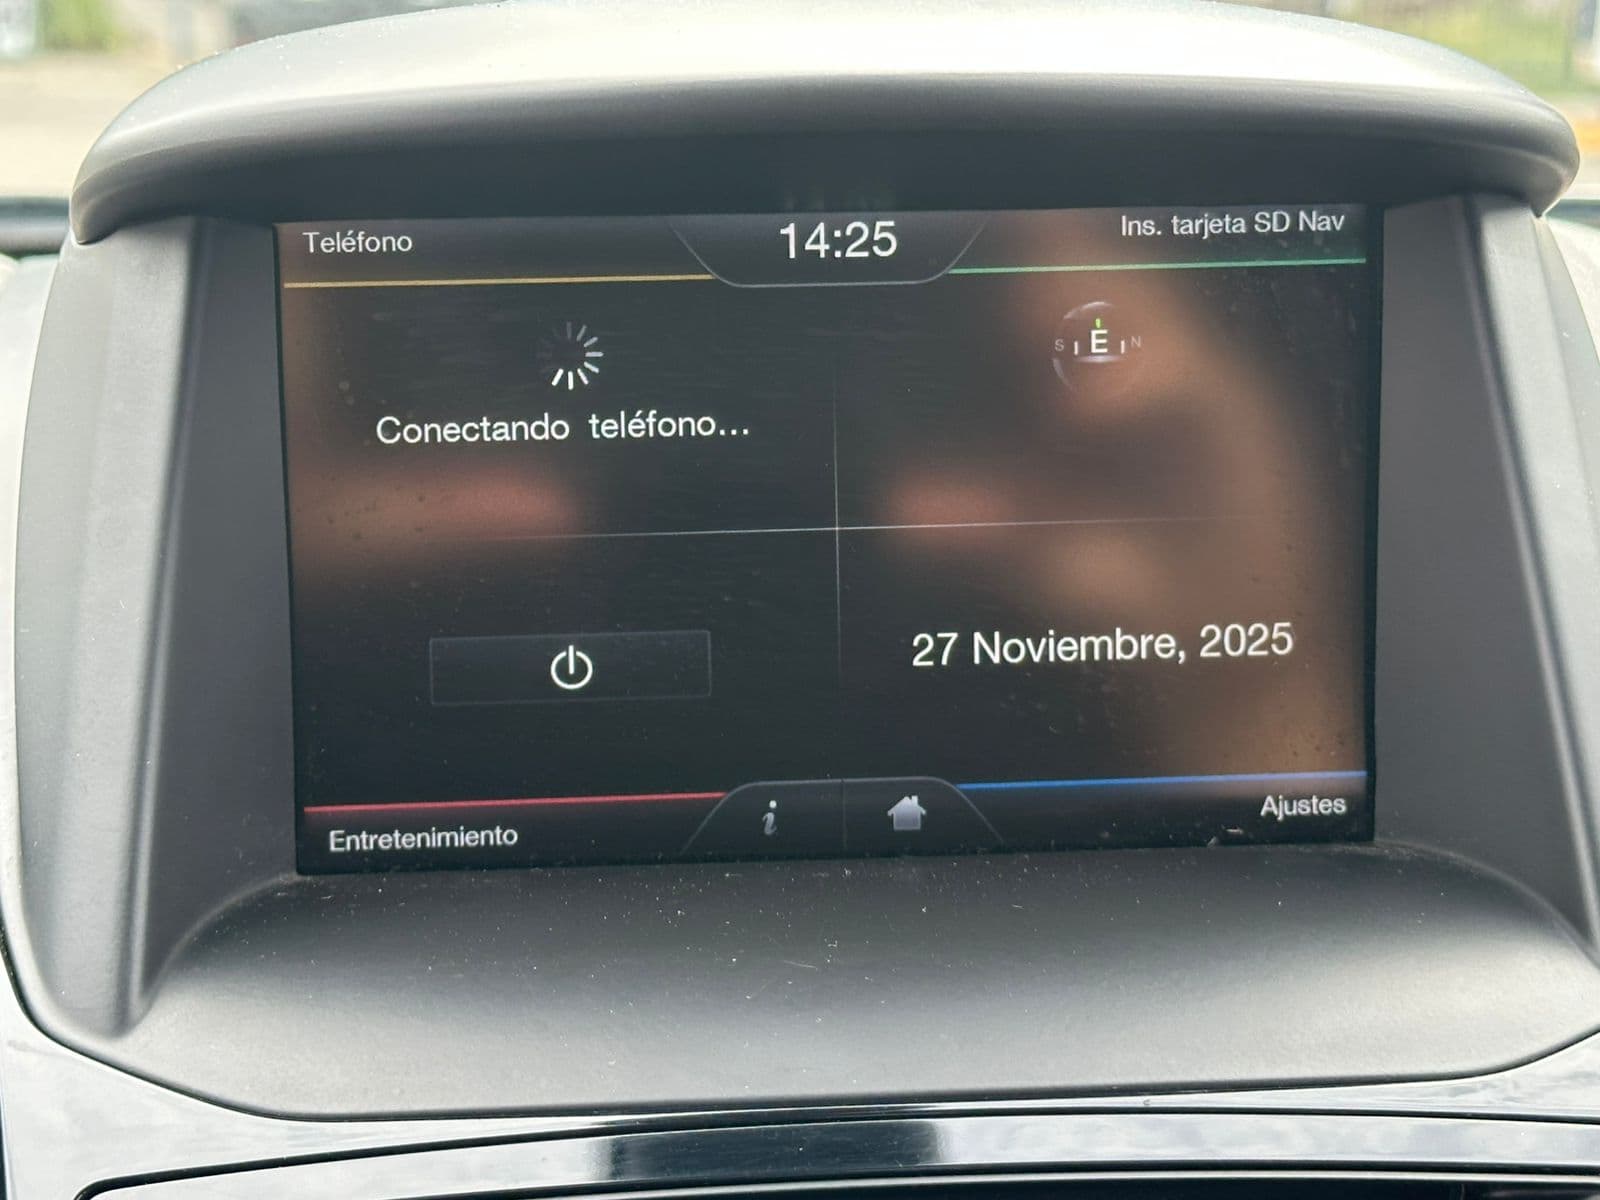 Teléfono
14:25
Ins. tarjeta SD Nav
S E N
Conectando teléfono...
27 Noviembre, 2025
Entretenimiento
i
Ajustes